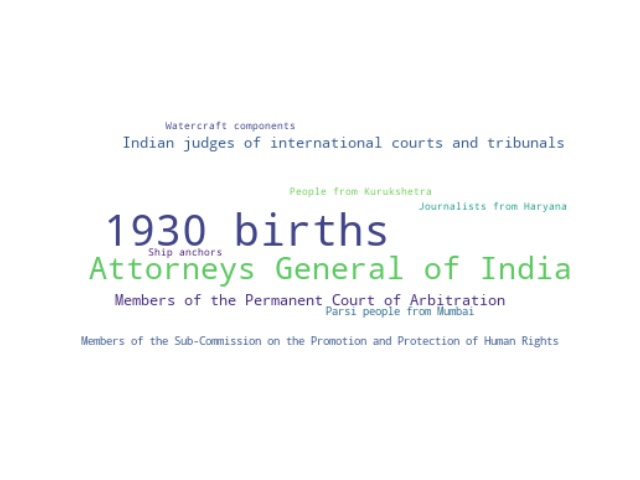 Watercraft components
Indian judges of international courts and tribunals
People from Kurukshetra
Journalists from Haryana
1930 births
Ship anchors
Attorneys General of India
Members of the Permanent Court of Arbitration
Parsi people from Mumbai
Members of the Sub-Commission on the Promotion and Protection of Human Rights